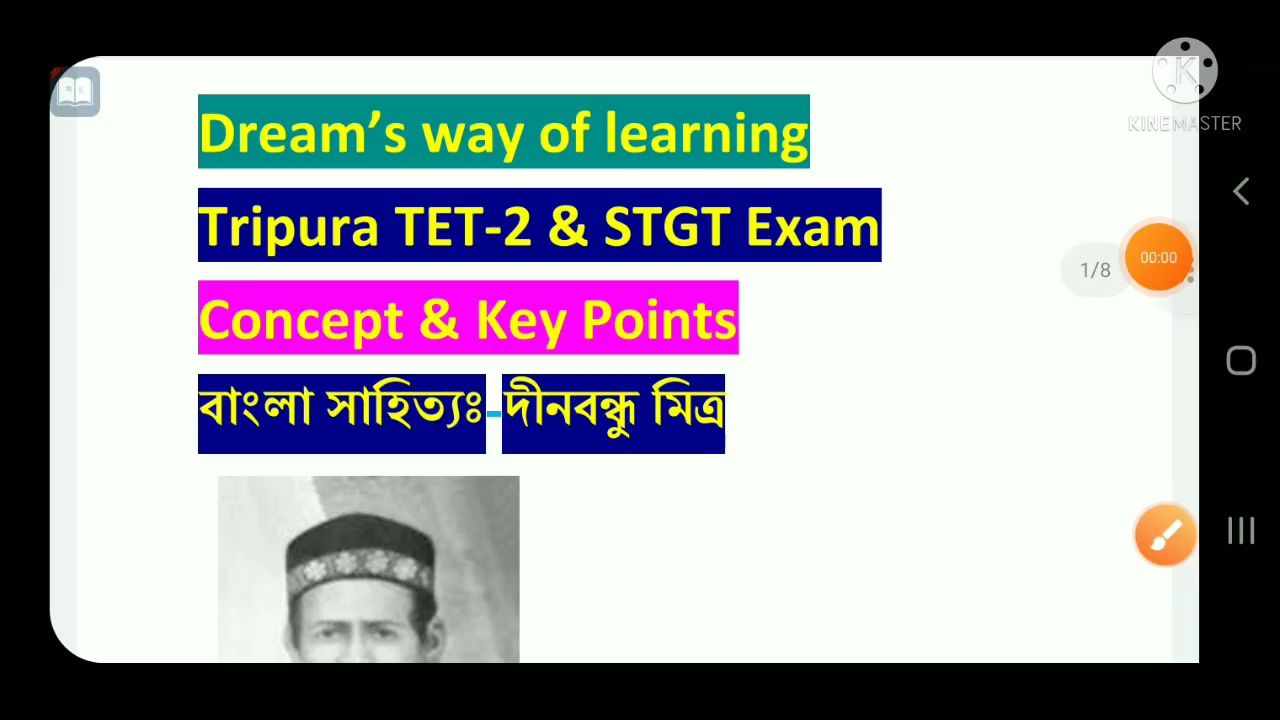 Dream’s way of learning
Tripura TET-2 & STGT Exam
Concept & Key Points
বাংলা সাহিত্যঃ-দীনবন্ধু মিত্র
KINEMASTER
1/8
00:00